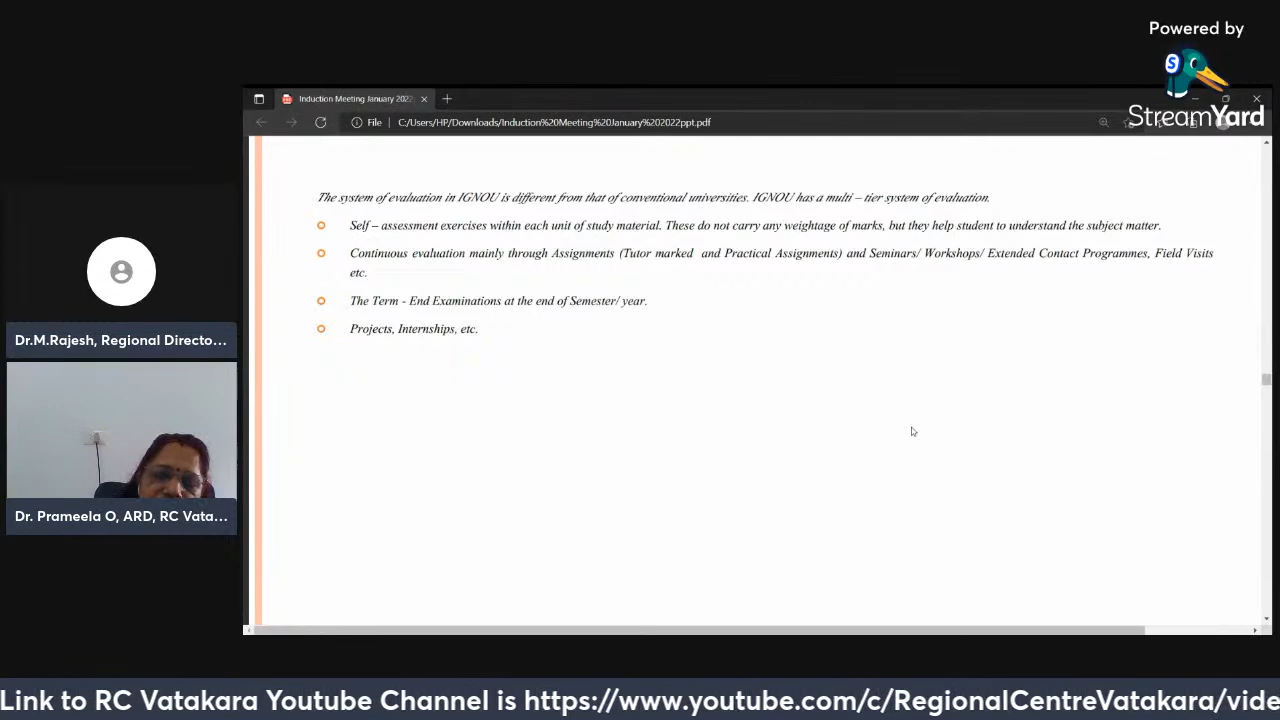 Powered by
S
StreamYard
Induction Meeting January 2022
File
C:/Users/HP/Downloads/Induction%20Meeting%20January%202022ppt.pdf
The system of evaluation in IGNOU is different from that of conventional universities. IGNOU has a multi – tier system of evaluation.
Self – assessment exercises within each unit of study material. These do not carry any weightage of marks, but they help student to understand the subject matter.
Continuous evaluation mainly through Assignments (Tutor marked and Practical Assignments) and Seminars/ Workshops/ Extended Contact Programmes, Field Visits
etc.
The Term - End Examinations at the end of Semester/ year.
Projects, Internships, etc.
Dr.M.Rajesh, Regional Directo...
Dr. Prameela O, ARD, RC Vata...
Link to RC Vatakara Youtube Channel is https://www.youtube.com/c/RegionalCentreVatakara/vide